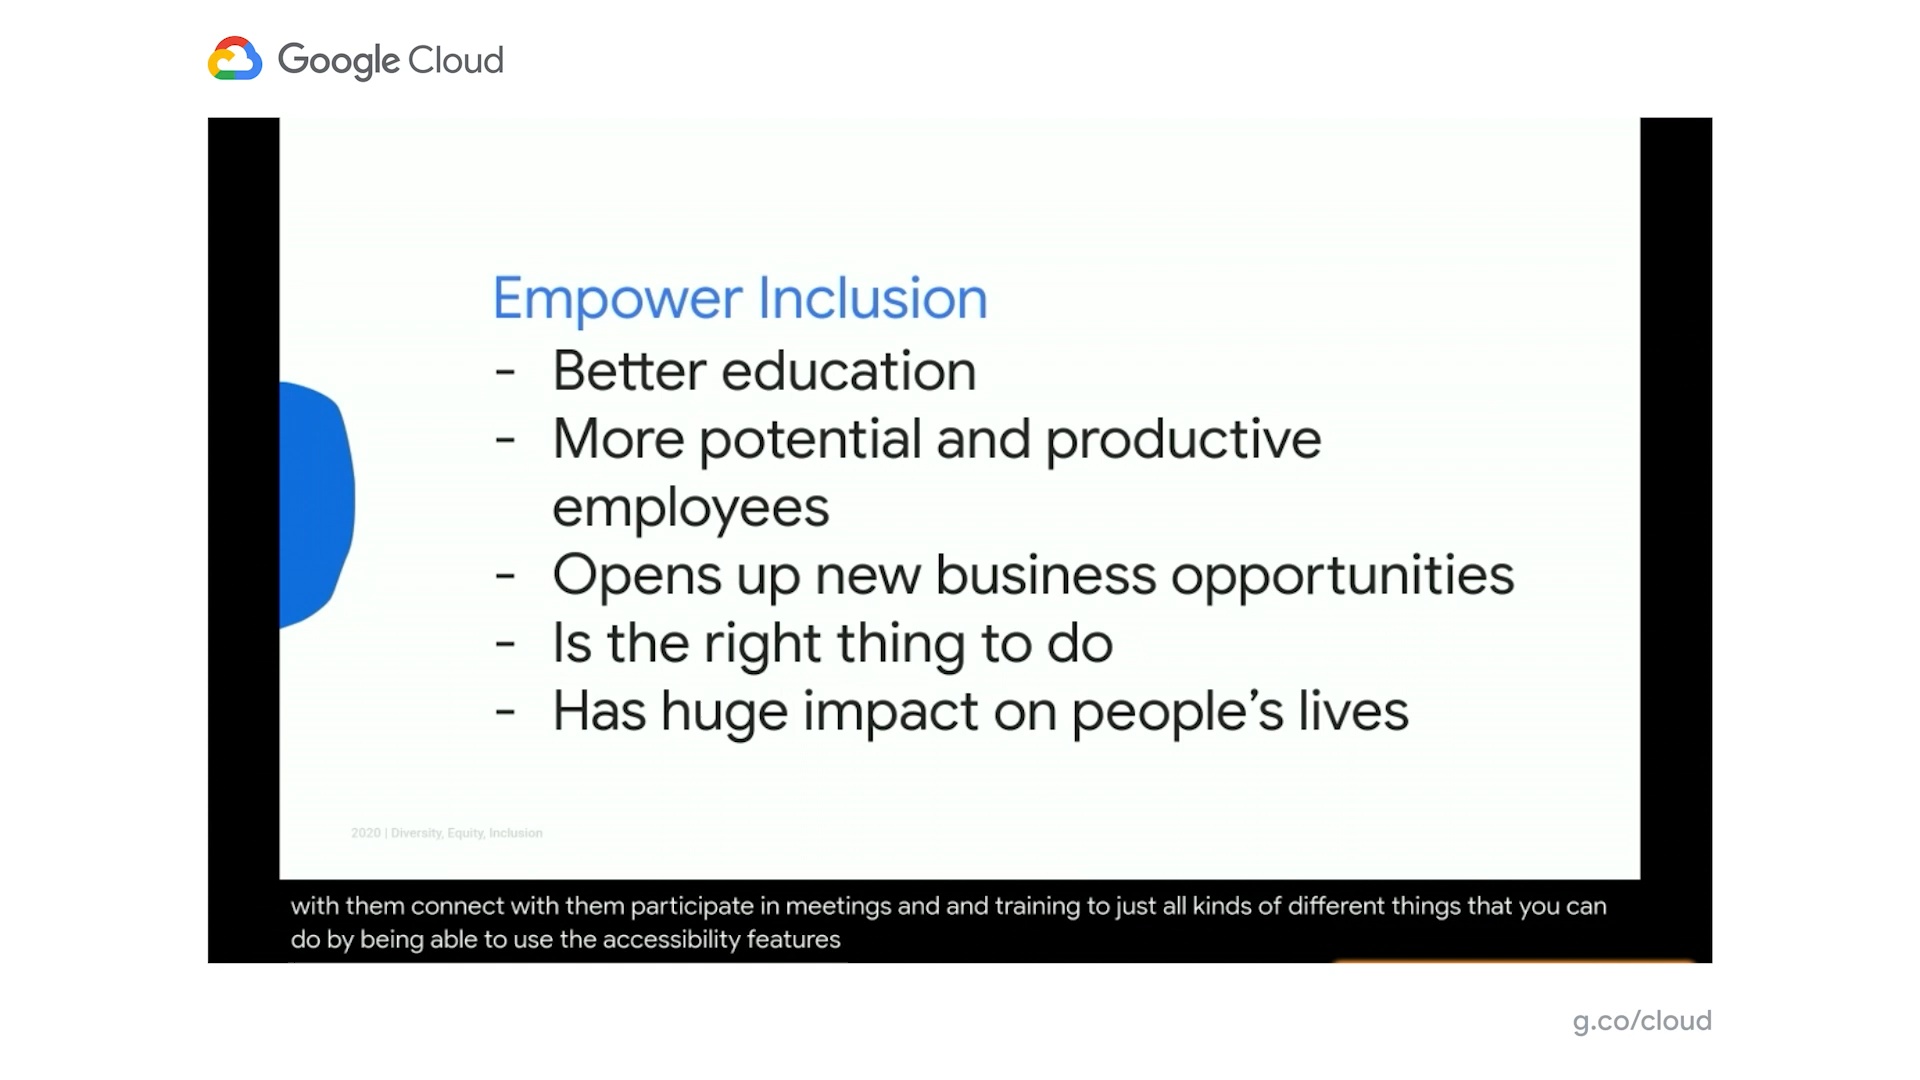 Google Cloud
Empower Inclusion
- Better education
- More potential and productive
employees
- Opens up new business opportunities
- Is the right thing to do
- Has huge impact on people’s lives
2020 | Diversity, Equity, Inclusion
with them connect with them participate in meetings and and training to just all kinds of different things that you can
do by being able to use the accessibility features
g.co/cloud